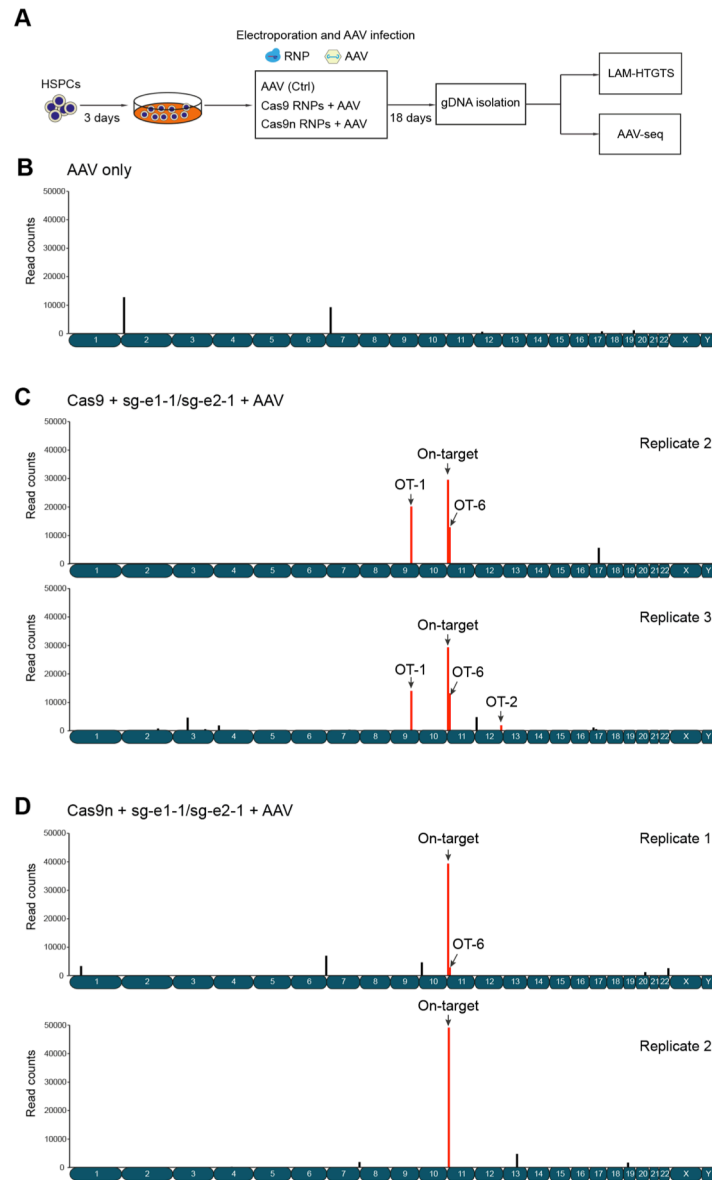 A
Electroporation and AAV infection
RNP AAV
HSPCs
3 days
AAV (Ctrl)
Cas9 RNPs + AAV
Cas9n RNPs + AAV
18 days
gDNA isolation
LAM-HTGTS
AAV-seq
B
AAV only
Read counts
50000
40000
30000
20000
10000
0
1 2 3 4 5 6 7 8 9 10 11 12 13 14 15 16 17 18 19 20 21 22 X Y
C
Cas9 + sg-e1-1/sg-e2-1 + AAV
Replicate 2
Read counts
50000
40000
30000
20000
10000
0
On-target
OT-1
OT-6
1 2 3 4 5 6 7 8 9 10 11 12 13 14 15 16 17 18 19 20 21 22 X Y
Replicate 3
Read counts
50000
40000
30000
20000
10000
0
On-target
OT-1
OT-6
OT-2
1 2 3 4 5 6 7 8 9 10 11 12 13 14 15 16 17 18 19 20 21 22 X Y
D
Cas9n + sg-e1-1/sg-e2-1 + AAV
Replicate 1
Read counts
50000
40000
30000
20000
10000
0
On-target
OT-6
1 2 3 4 5 6 7 8 9 10 11 12 13 14 15 16 17 18 19 20 21 22 X Y
Replicate 2
Read counts
50000
40000
30000
20000
10000
0
On-target
1 2 3 4 5 6 7 8 9 10 11 12 13 14 15 16 17 18 19 20 21 22 X Y